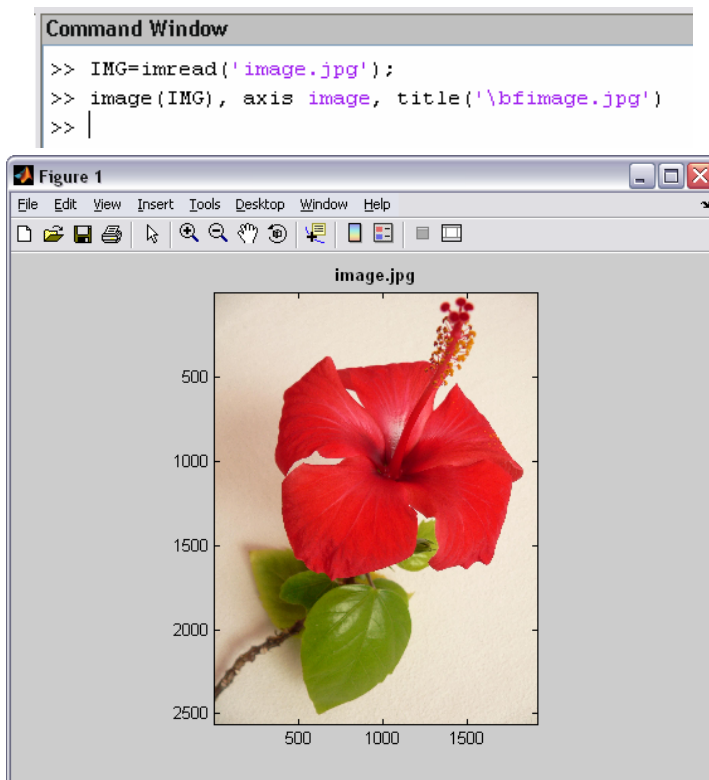 Command Window
>> IMG=imread('image.jpg');
>> image(IMG), axis image, title('\bfimage.jpg')
>>
Figure 1
File Edit View Insert Tools Desktop Window Help
image.jpg
500
1000
1500
2000
2500
500 1000 1500